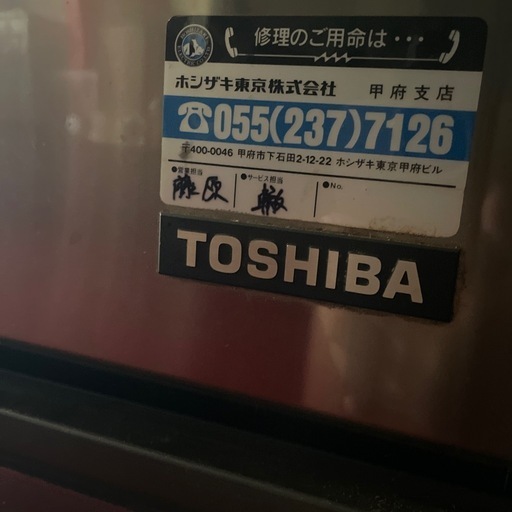 修理のご用命は・・・
ホシザキ東京株式会社 甲府支店
☎055(237)7126
〒400-0046 甲府市下石田2-12-22 ホシザキ東京甲府ビル
●営業担当 ●サービス担当 ●No.
藤原
TOSHIBA